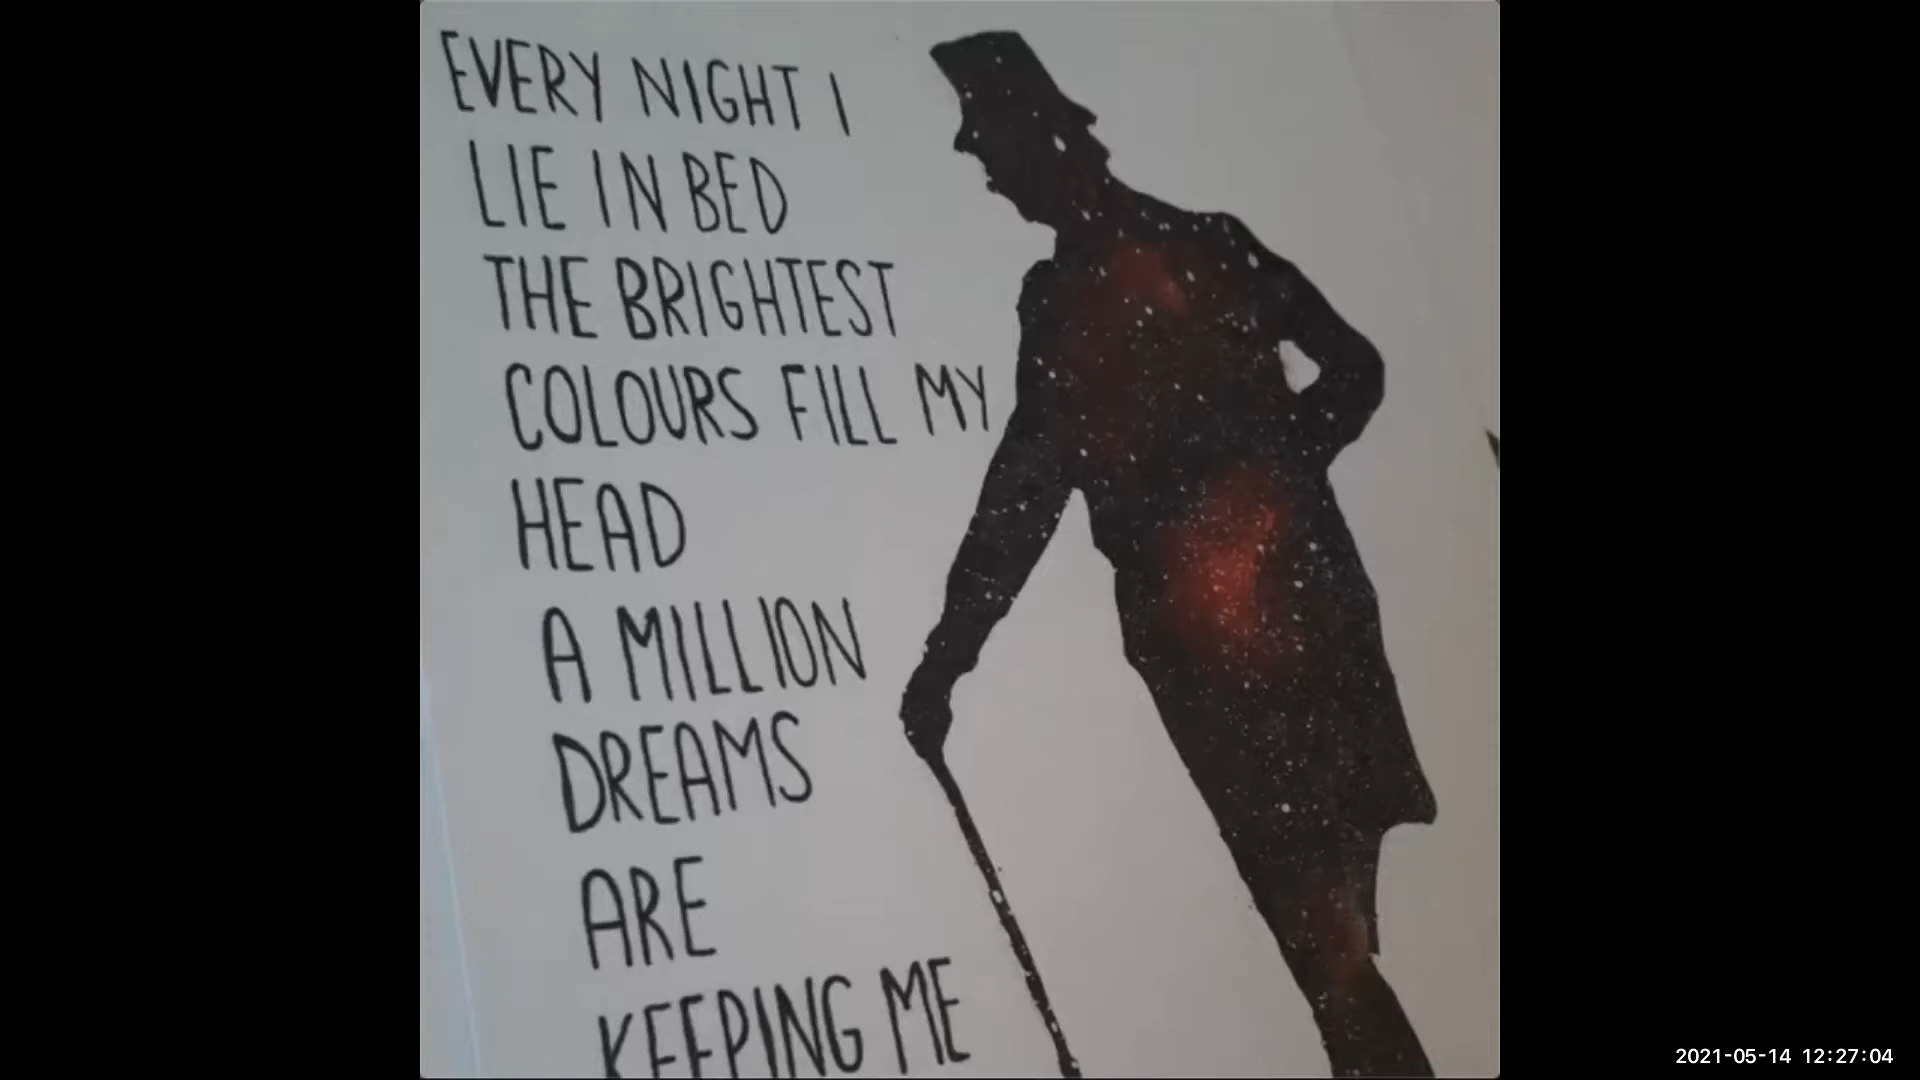 EVERY NIGHT I
LIE IN BED
THE BRIGHTEST
COLOURS FILL MY
HEAD
A MILLION
DREAMS
ARE
KEEPING ME
2021-05-14 12:27:04